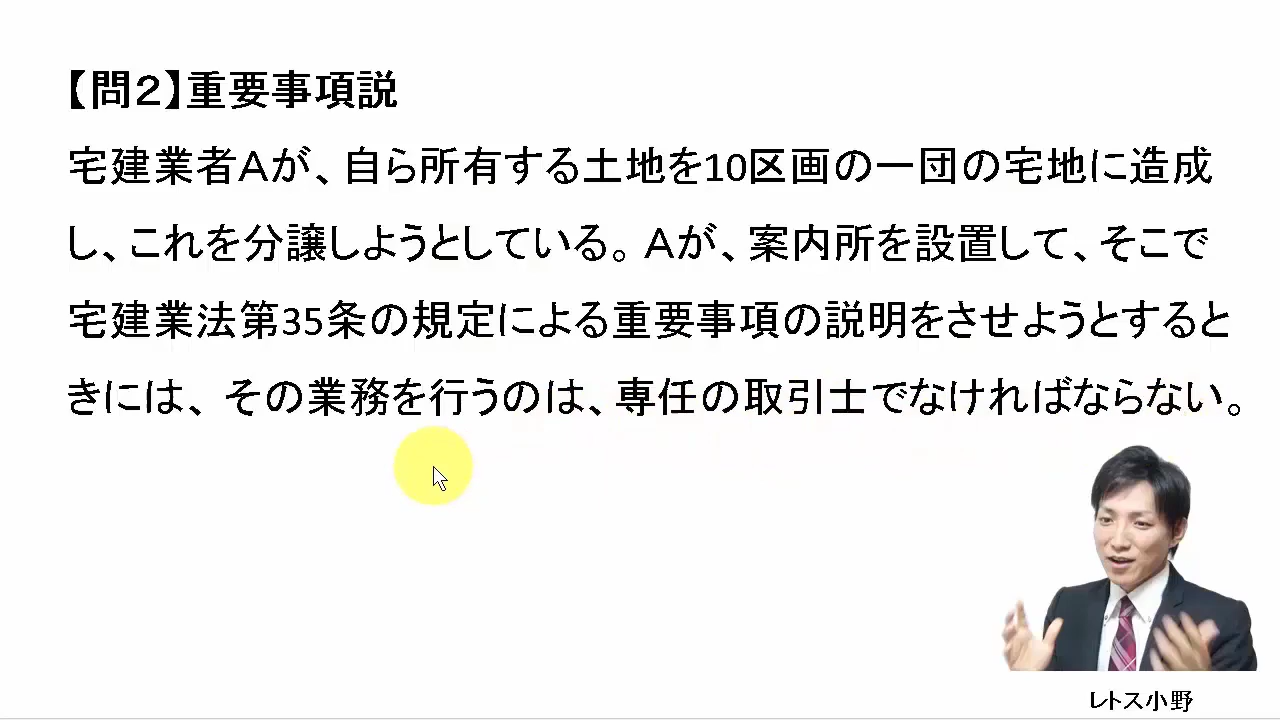 【問２】重要事項説
宅建業者Ａが、自ら所有する土地を10区画の一団の宅地に造成
し、これを分譲しようとしている。Ａが、案内所を設置して、そこで
宅建業法第35条の規定による重要事項の説明をさせようとすると
きには、その業務を行うのは、専任の取引士でなければならない。
レトス小野